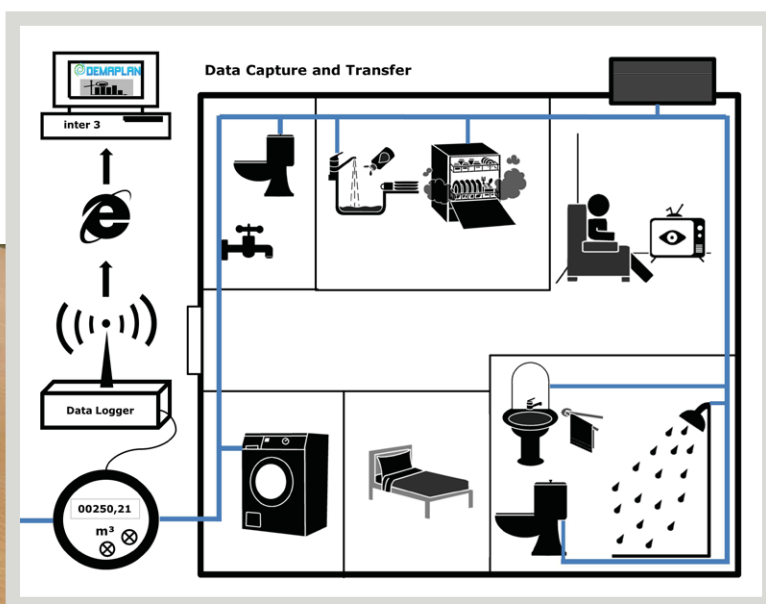 Data Capture and Transfer
DEMAPLAN
inter 3
Data Logger
00250,21
m³